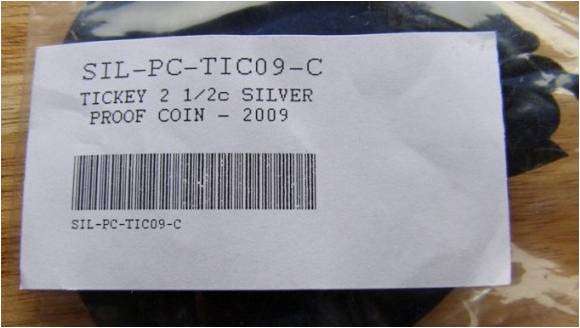 SIL-PC-TIC09-C
TICKEY 2 1/2c SILVER
PROOF COIN - 2009
SIL-PC-TIC09-C